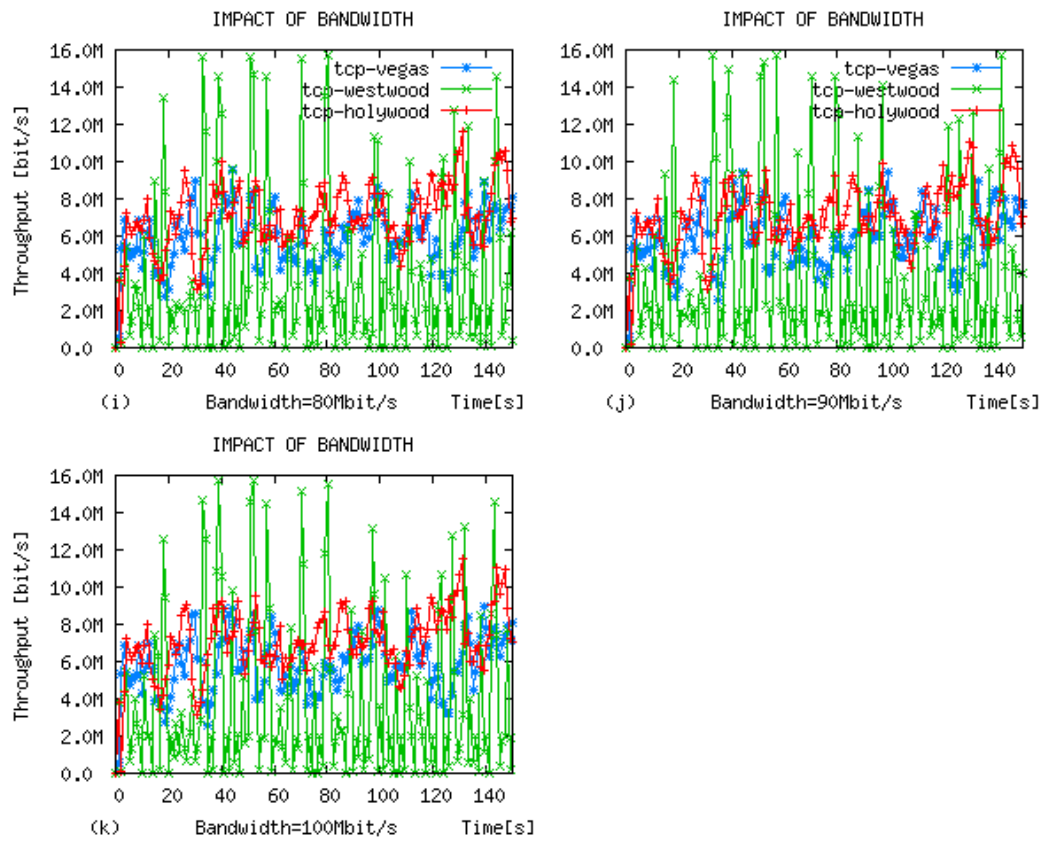 IMPACT OF BANDWIDTH
16.0M
14.0M
12.0M
10.0M
8.0M
6.0M
4.0M
2.0M
0.0
Throughput [bit/s]
tcp-vegas
tcp-westwood
tcp-holywood
0 20 40 60 80 100 120 140
(i) Bandwidth=80Mbit/s Time[s]
IMPACT OF BANDWIDTH
16.0M
14.0M
12.0M
10.0M
8.0M
6.0M
4.0M
2.0M
0.0
tcp-vegas
tcp-westwood
tcp-holywood
0 20 40 60 80 100 120 140
(j) Bandwidth=90Mbit/s Time[s]
IMPACT OF BANDWIDTH
16.0M
14.0M
12.0M
10.0M
8.0M
6.0M
4.0M
2.0M
0.0
Throughput [bit/s]
0 20 40 60 80 100 120 140
(k) Bandwidth=100Mbit/s Time[s]